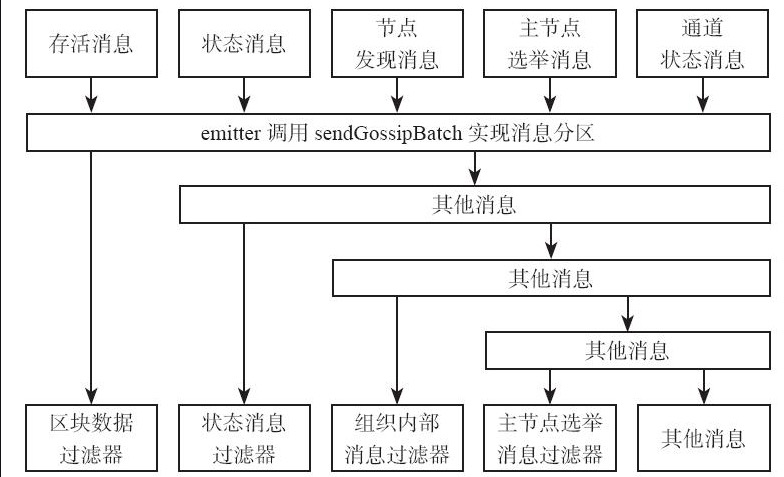 存活消息
状态消息
节点
发现消息
主节点
选举消息
通道
状态消息
emitter 调用 sendGossipBatch 实现消息分区
其他消息
其他消息
其他消息
区块数据
过滤器
状态消息
过滤器
组织内部
消息过滤器
主节点选举
消息过滤器
其他消息